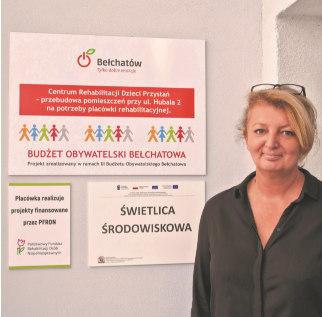 Bełchatów
Tylko dobre relacje
Centrum Rehabilitacji Dzieci Przystań
- przebudowa pomieszczeń przy ul. Hubala 2
na potrzeby placówki rehabilitacyjnej.
BUDŻET OBYWATELSKI BEŁCHATOWA
Projekt zrealizowany w ramach III Budżetu Obywatelskiego Bełchatowa
Placówka realizuje
projekty finansowane
przez PFRON
Państwowy Fundusz
Rehabilitacji Osób
Niepełnosprawnych
ŚWIETLICA
ŚRODOWISKOWA